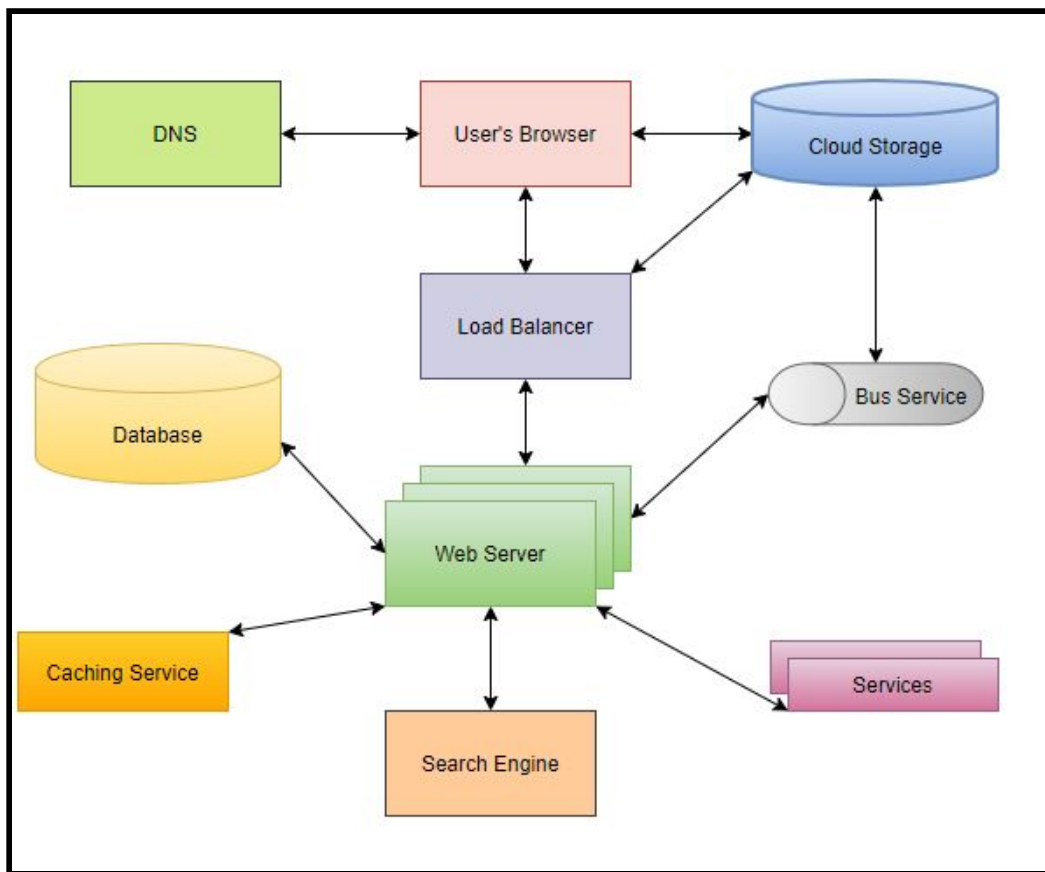 DNS
User's Browser
Cloud Storage
Load Balancer
Bus Service
Database
Web Server
Caching Service
Services
Search Engine